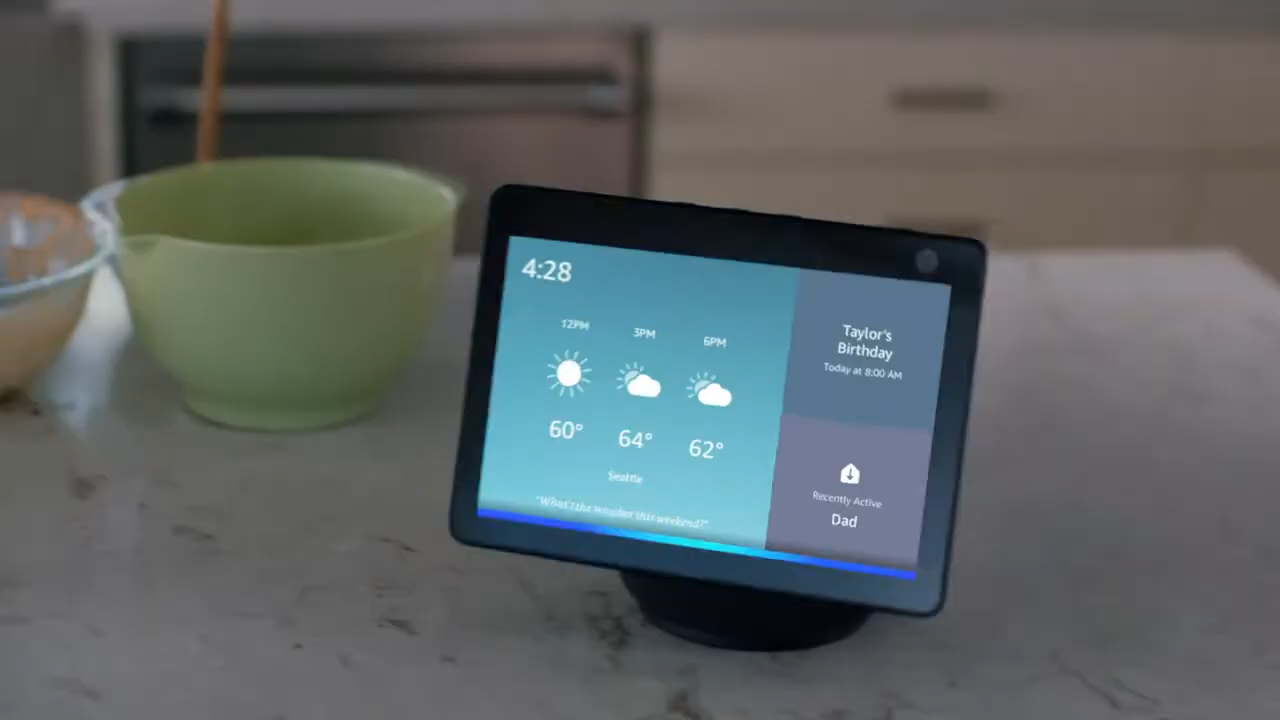 4:28
12PM 3PM 6PM
60° 64° 62°
Seattle
"What's the weather this weekend?"
Taylor's
Birthday
Today at 8:00 AM
Recently Active
Dad